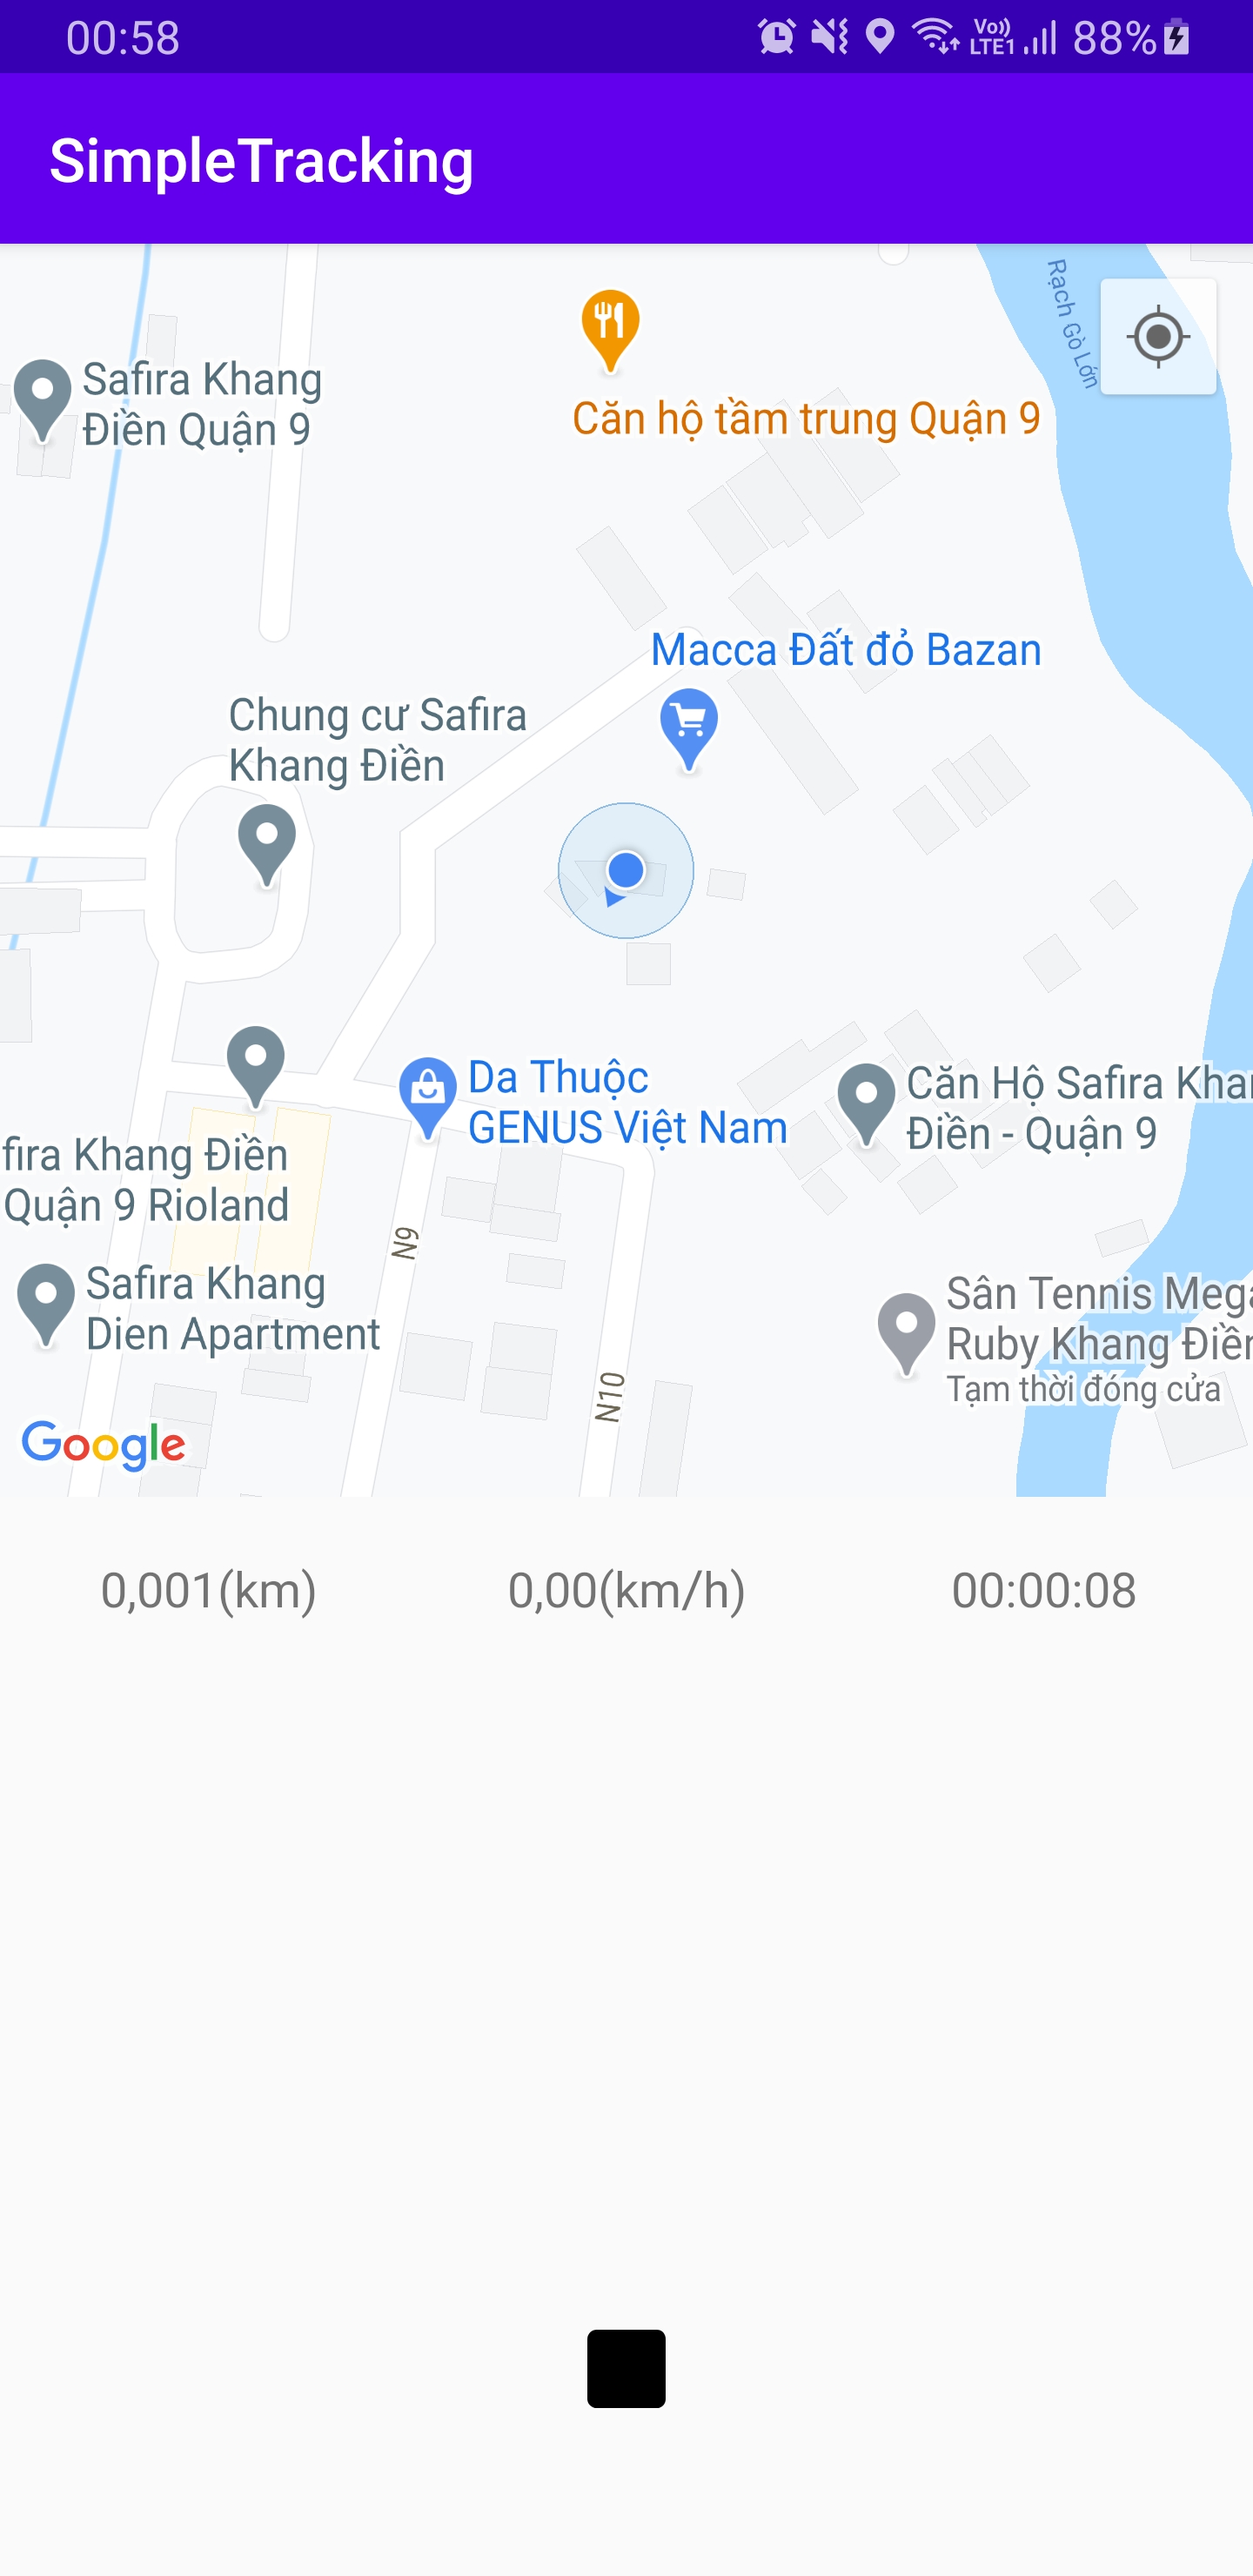 00:58
Vo))
LTE1
88%
SimpleTracking
Rạch Gò Lớn
Safira Khang
Điền Quận 9
Căn hộ tầm trung Quận 9
Macca Đất đỏ Bazan
Chung cư Safira
Khang Điền
Da Thuộc
GENUS Việt Nam
Căn Hộ Safira Kha
Điền - Quận 9
fira Khang Điền
Quận 9 Rioland
N9
Safira Khang
Dien Apartment
Sân Tennis Mega
Ruby Khang Điền
Tạm thời đóng cửa
N10
Google
0,001(km)
0,00(km/h)
00:00:08